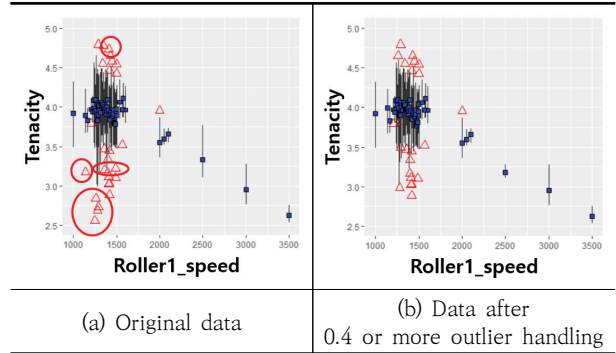 Tenacity
5.0
4.5
4.0
3.5
3.0
2.5
1000 1500 2000 2500 3000 3500
Roller1_speed
Tenacity
5.0
4.5
4.0
3.5
3.0
2.5
1000 1500 2000 2500 3000 3500
Roller1_speed
(a) Original data
(b) Data after
0.4 or more outlier handling